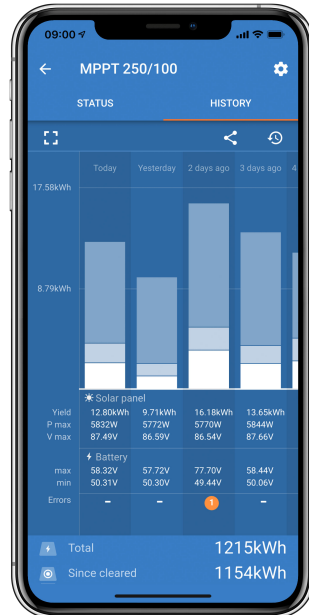 09:00
MPPT 250/100
STATUS HISTORY
Today Yesterday 2 days ago 3 days ago 4
17.58kWh
8.79kWh
Solar panel
Yield 12.80kWh 9.71kWh 16.18kWh 13.65kWh
P max 5832W 5772W 5770W 5844W
V max 87.49V 86.59V 86.54V 87.66V
Battery
max 58.32V 57.72V 77.70V 58.44V
min 50.31V 50.30V 49.44V 50.06V
Errors – – 1 –
Total 1215kWh
Since cleared 1154kWh